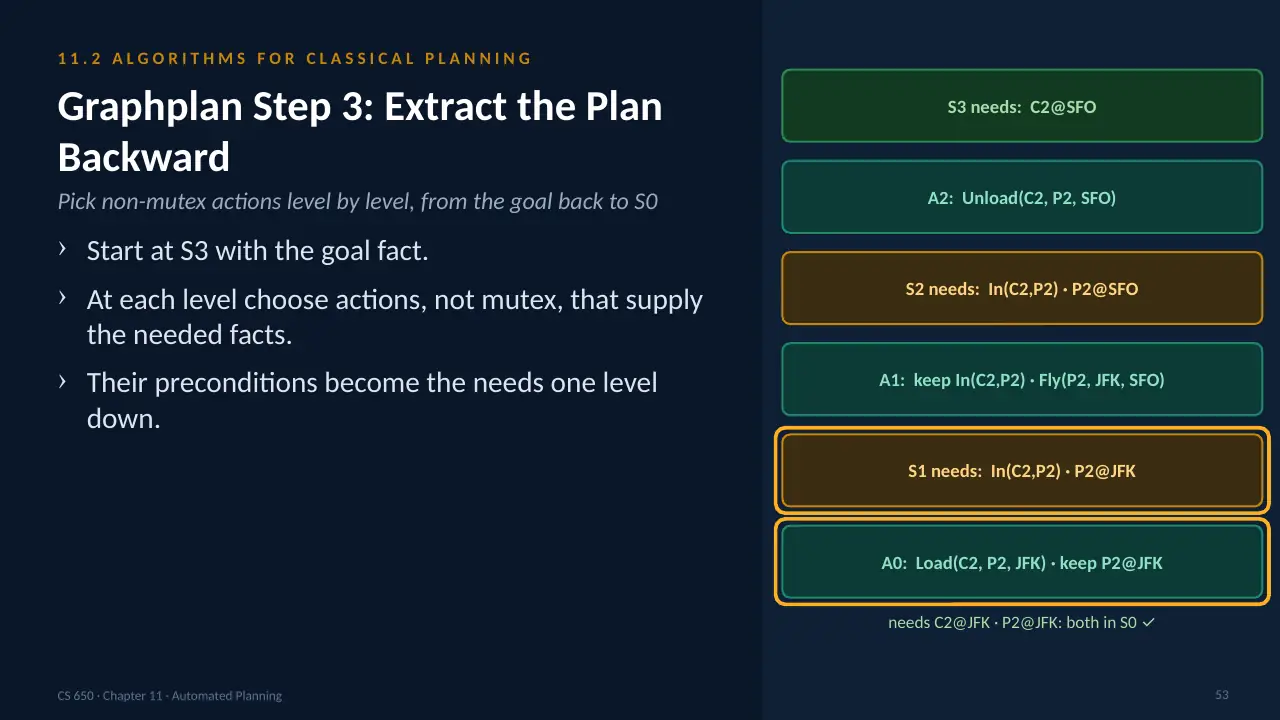 11.2 ALGORITHMS FOR CLASSICAL PLANNING
Graphplan Step 3: Extract the Plan
Backward
Pick non-mutex actions level by level, from the goal back to S0
› Start at S3 with the goal fact.
› At each level choose actions, not mutex, that supply
the needed facts.
› Their preconditions become the needs one level
down.
S3 needs: C2@SFO
A2: Unload(C2, P2, SFO)
S2 needs: In(C2,P2) · P2@SFO
A1: keep In(C2,P2) · Fly(P2, JFK, SFO)
S1 needs: In(C2,P2) · P2@JFK
A0: Load(C2, P2, JFK) · keep P2@JFK
needs C2@JFK · P2@JFK: both in S0 ✓
CS 650 · Chapter 11 · Automated Planning
53